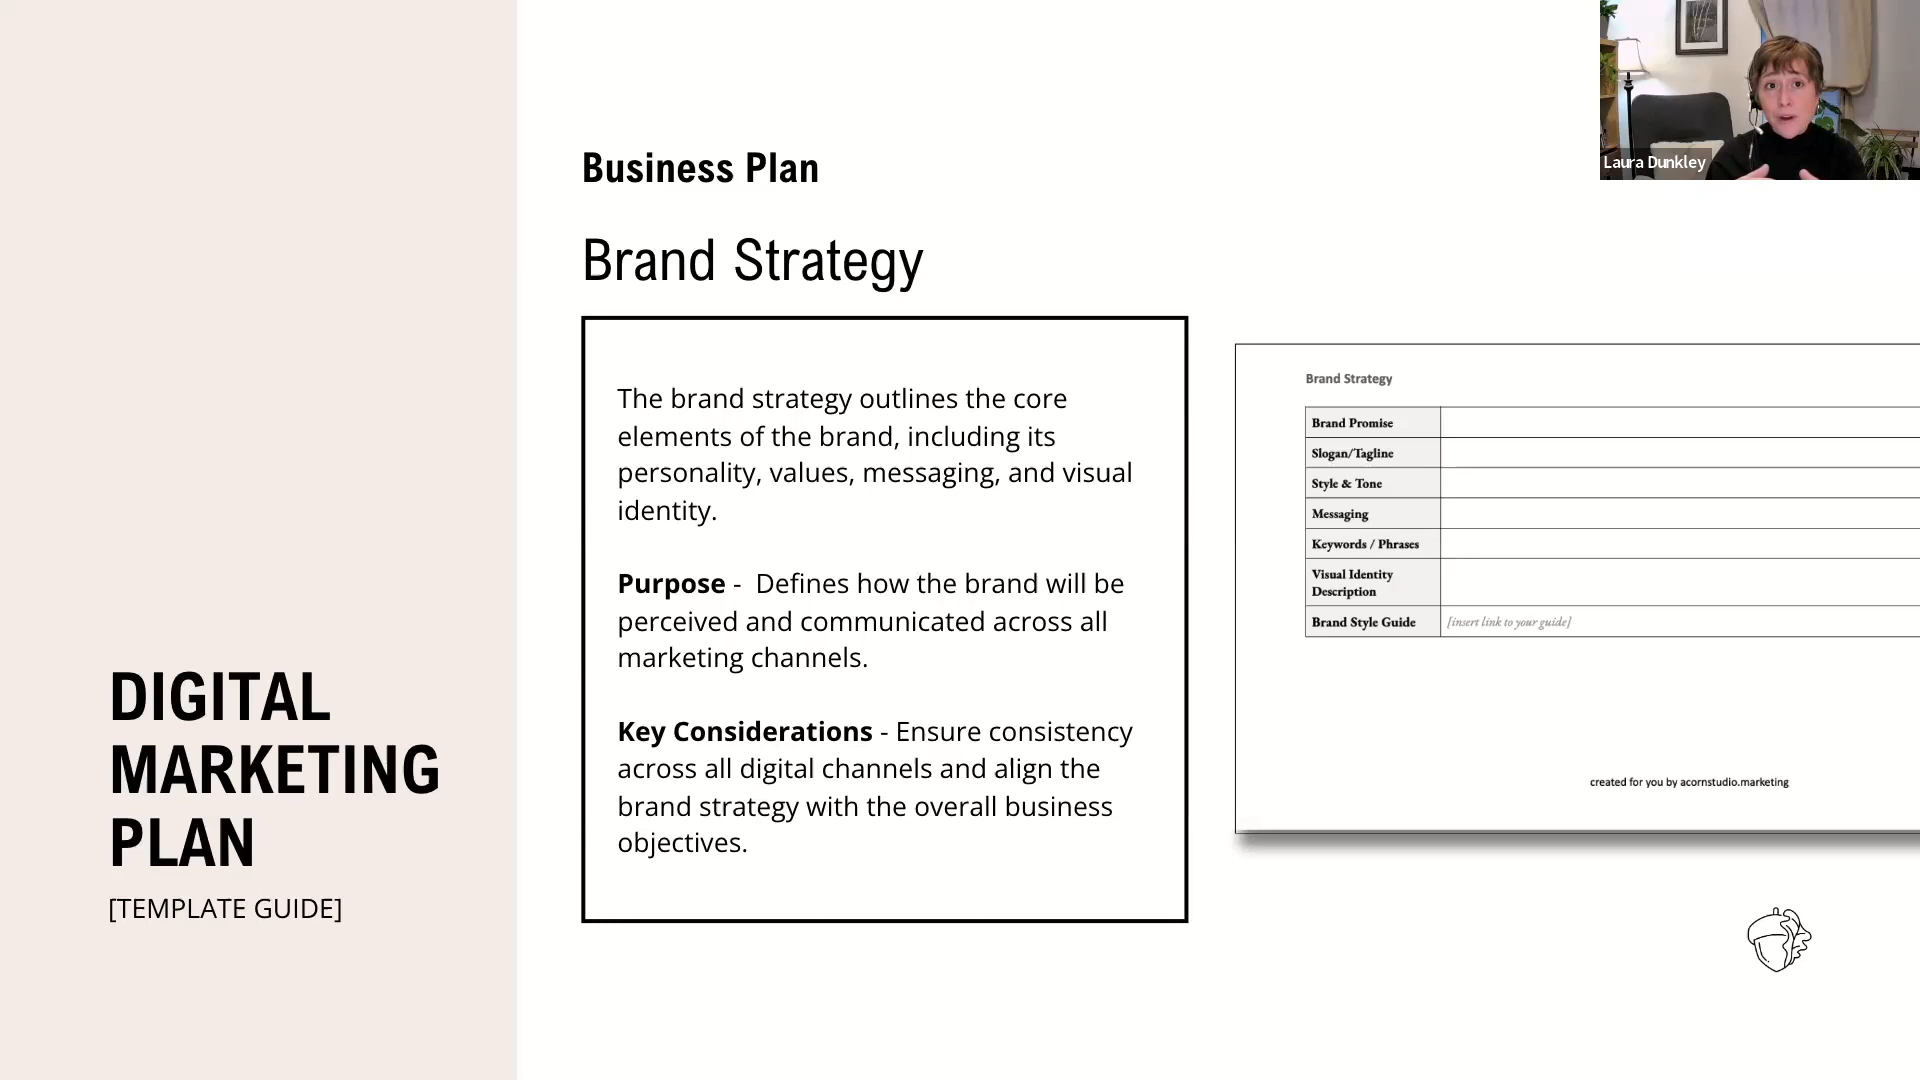 DIGITAL
MARKETING
PLAN
[TEMPLATE GUIDE]
Business Plan
Brand Strategy
The brand strategy outlines the core
elements of the brand, including its
personality, values, messaging, and visual
identity.
Purpose -  Defines how the brand will be
perceived and communicated across all
marketing channels.
Key Considerations - Ensure consistency
across all digital channels and align the
brand strategy with the overall business
objectives.
Laura Dunkley
Brand Strategy
Brand Promise
Slogan/Tagline
Style & Tone
Messaging
Keywords / Phrases
Visual Identity
Description
Brand Style Guide [insert link to your guide]
created for you by acornstudio.marketing